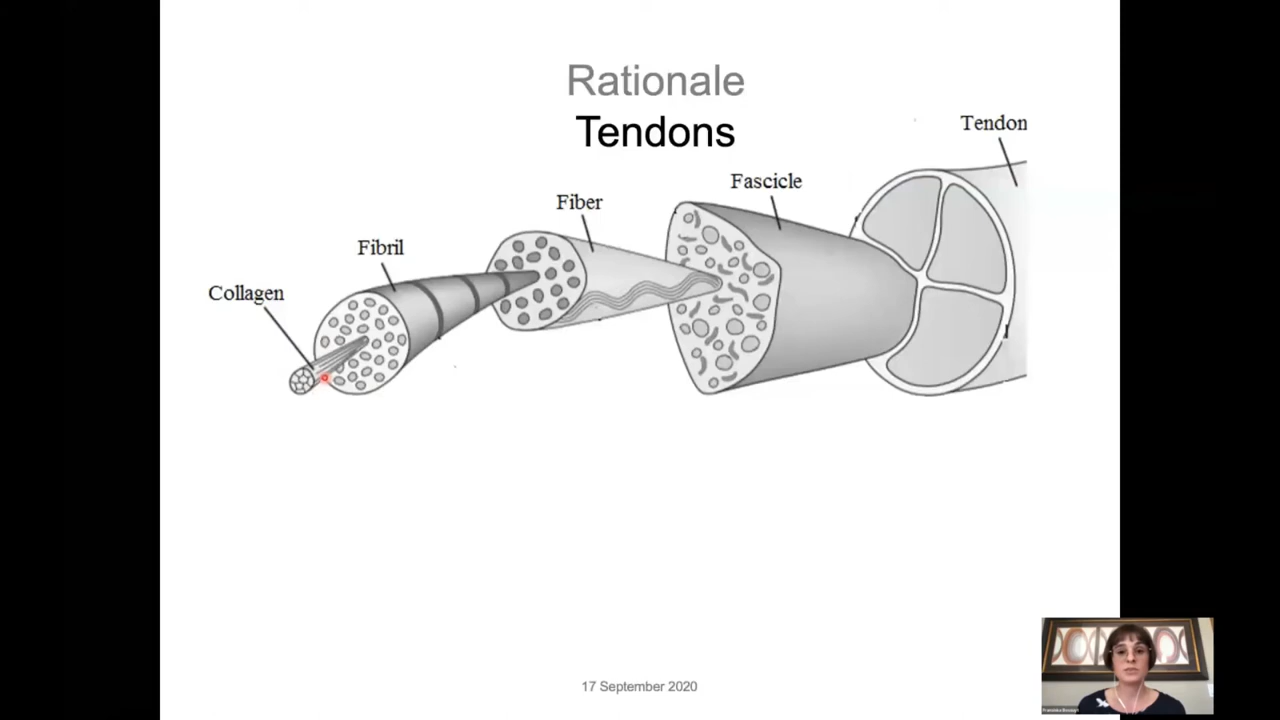 Rationale
Tendons
Tendon
Fascicle
Fiber
Fibril
Collagen
17 September 2020